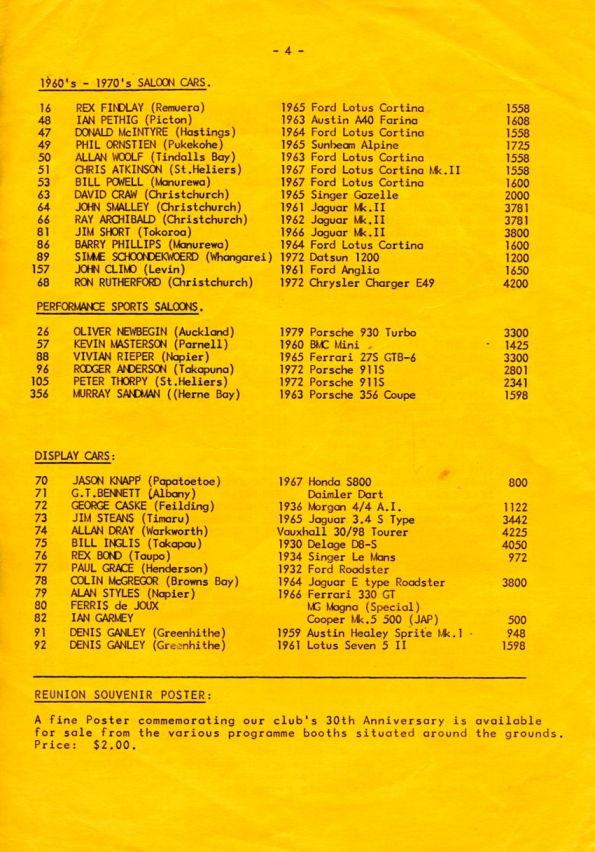 - 4 -
1960's - 1970's SALOON CARS.
16 REX FINDLAY (Remuera) 1965 Ford Lotus Cortina 1558
48 IAN PETHIG (Picton) 1963 Austin A40 Farina 1608
47 DONALD McINTYRE (Hastings) 1964 Ford Lotus Cortina 1558
49 PHIL ORNSTIEN (Pukekohe) 1965 Sunbeam Alpine 1725
50 ALLAN WOOLF (Tindalls Bay) 1963 Ford Lotus Cortina 1558
51 CHRIS ATKINSON (St.Heliers) 1967 Ford Lotus Cortina Mk.II 1558
53 BILL POWELL (Manurewa) 1967 Ford Lotus Cortina 1600
63 DAVID CRAW (Christchurch) 1965 Singer Gazelle 2000
64 JOHN SMALLEY (Christchurch) 1961 Jaguar Mk.II 3781
66 RAY ARCHIBALD (Christchurch) 1962 Jaguar Mk.II 3781
81 JIM SHORT (Tokoroa) 1966 Jaguar Mk.II 3800
86 BARRY PHILLIPS (Manurewa) 1964 Ford Lotus Cortina 1600
89 SIMME SCHOONDEKWOERD (Whangarei) 1972 Datsun 1200 1200
157 JOHN CLIMO (Levin) 1961 Ford Anglia 1650
68 RON RUTHERFORD (Christchurch) 1972 Chrysler Charger E49 4200
PERFORMANCE SPORTS SALOONS.
26 OLIVER NEWBEGIN (Auckland) 1979 Porsche 930 Turbo 3300
57 KEVIN MASTERSON (Parnell) 1960 BMC Mini 1425
88 VIVIAN RIEPER (Napier) 1965 Ferrari 27S GTB-6 3300
96 RODGER ANDERSON (Takapuna) 1972 Porsche 911S 2801
105 PETER THORPY (St.Heliers) 1972 Porsche 911S 2341
356 MURRAY SANDMAN ((Herne Bay) 1963 Porsche 356 Coupe 1598
DISPLAY CARS:
70 JASON KNAPP (Papatoetoe) 1967 Honda S800 800
71 G.T.BENNETT (Albany) Daimler Dart
72 GEORGE CASKE (Feilding) 1936 Morgan 4/4 A.I. 1122
73 JIM STEANS (Timaru) 1965 Jaguar 3.4 S Type 3442
74 ALLAN DRAY (Warkworth) Vauxhall 30/98 Tourer 4225
75 BILL INGLIS (Takapau) 1930 Delage D8-S 4050
76 REX BOND (Taupo) 1934 Singer Le Mans 972
77 PAUL GRACE (Henderson) 1932 Ford Roadster
78 COLIN McGREGOR (Browns Bay) 1964 Jaguar E type Roadster 3800
79 ALAN STYLES (Napier) 1966 Ferrari 330 GT
80 FERRIS de JOUX MG Magna (Special)
82 IAN GARMEY Cooper Mk.5 500 (JAP) 500
91 DENIS GANLEY (Greenhithe) 1959 Austin Healey Sprite Mk.1 948
92 DENIS GANLEY (Greenhithe) 1961 Lotus Seven 5 II 1598
REUNION SOUVENIR POSTER:
A fine Poster commemorating our club's 30th Anniversary is available
for sale from the various programme booths situated around the grounds.
Price: $2.00.